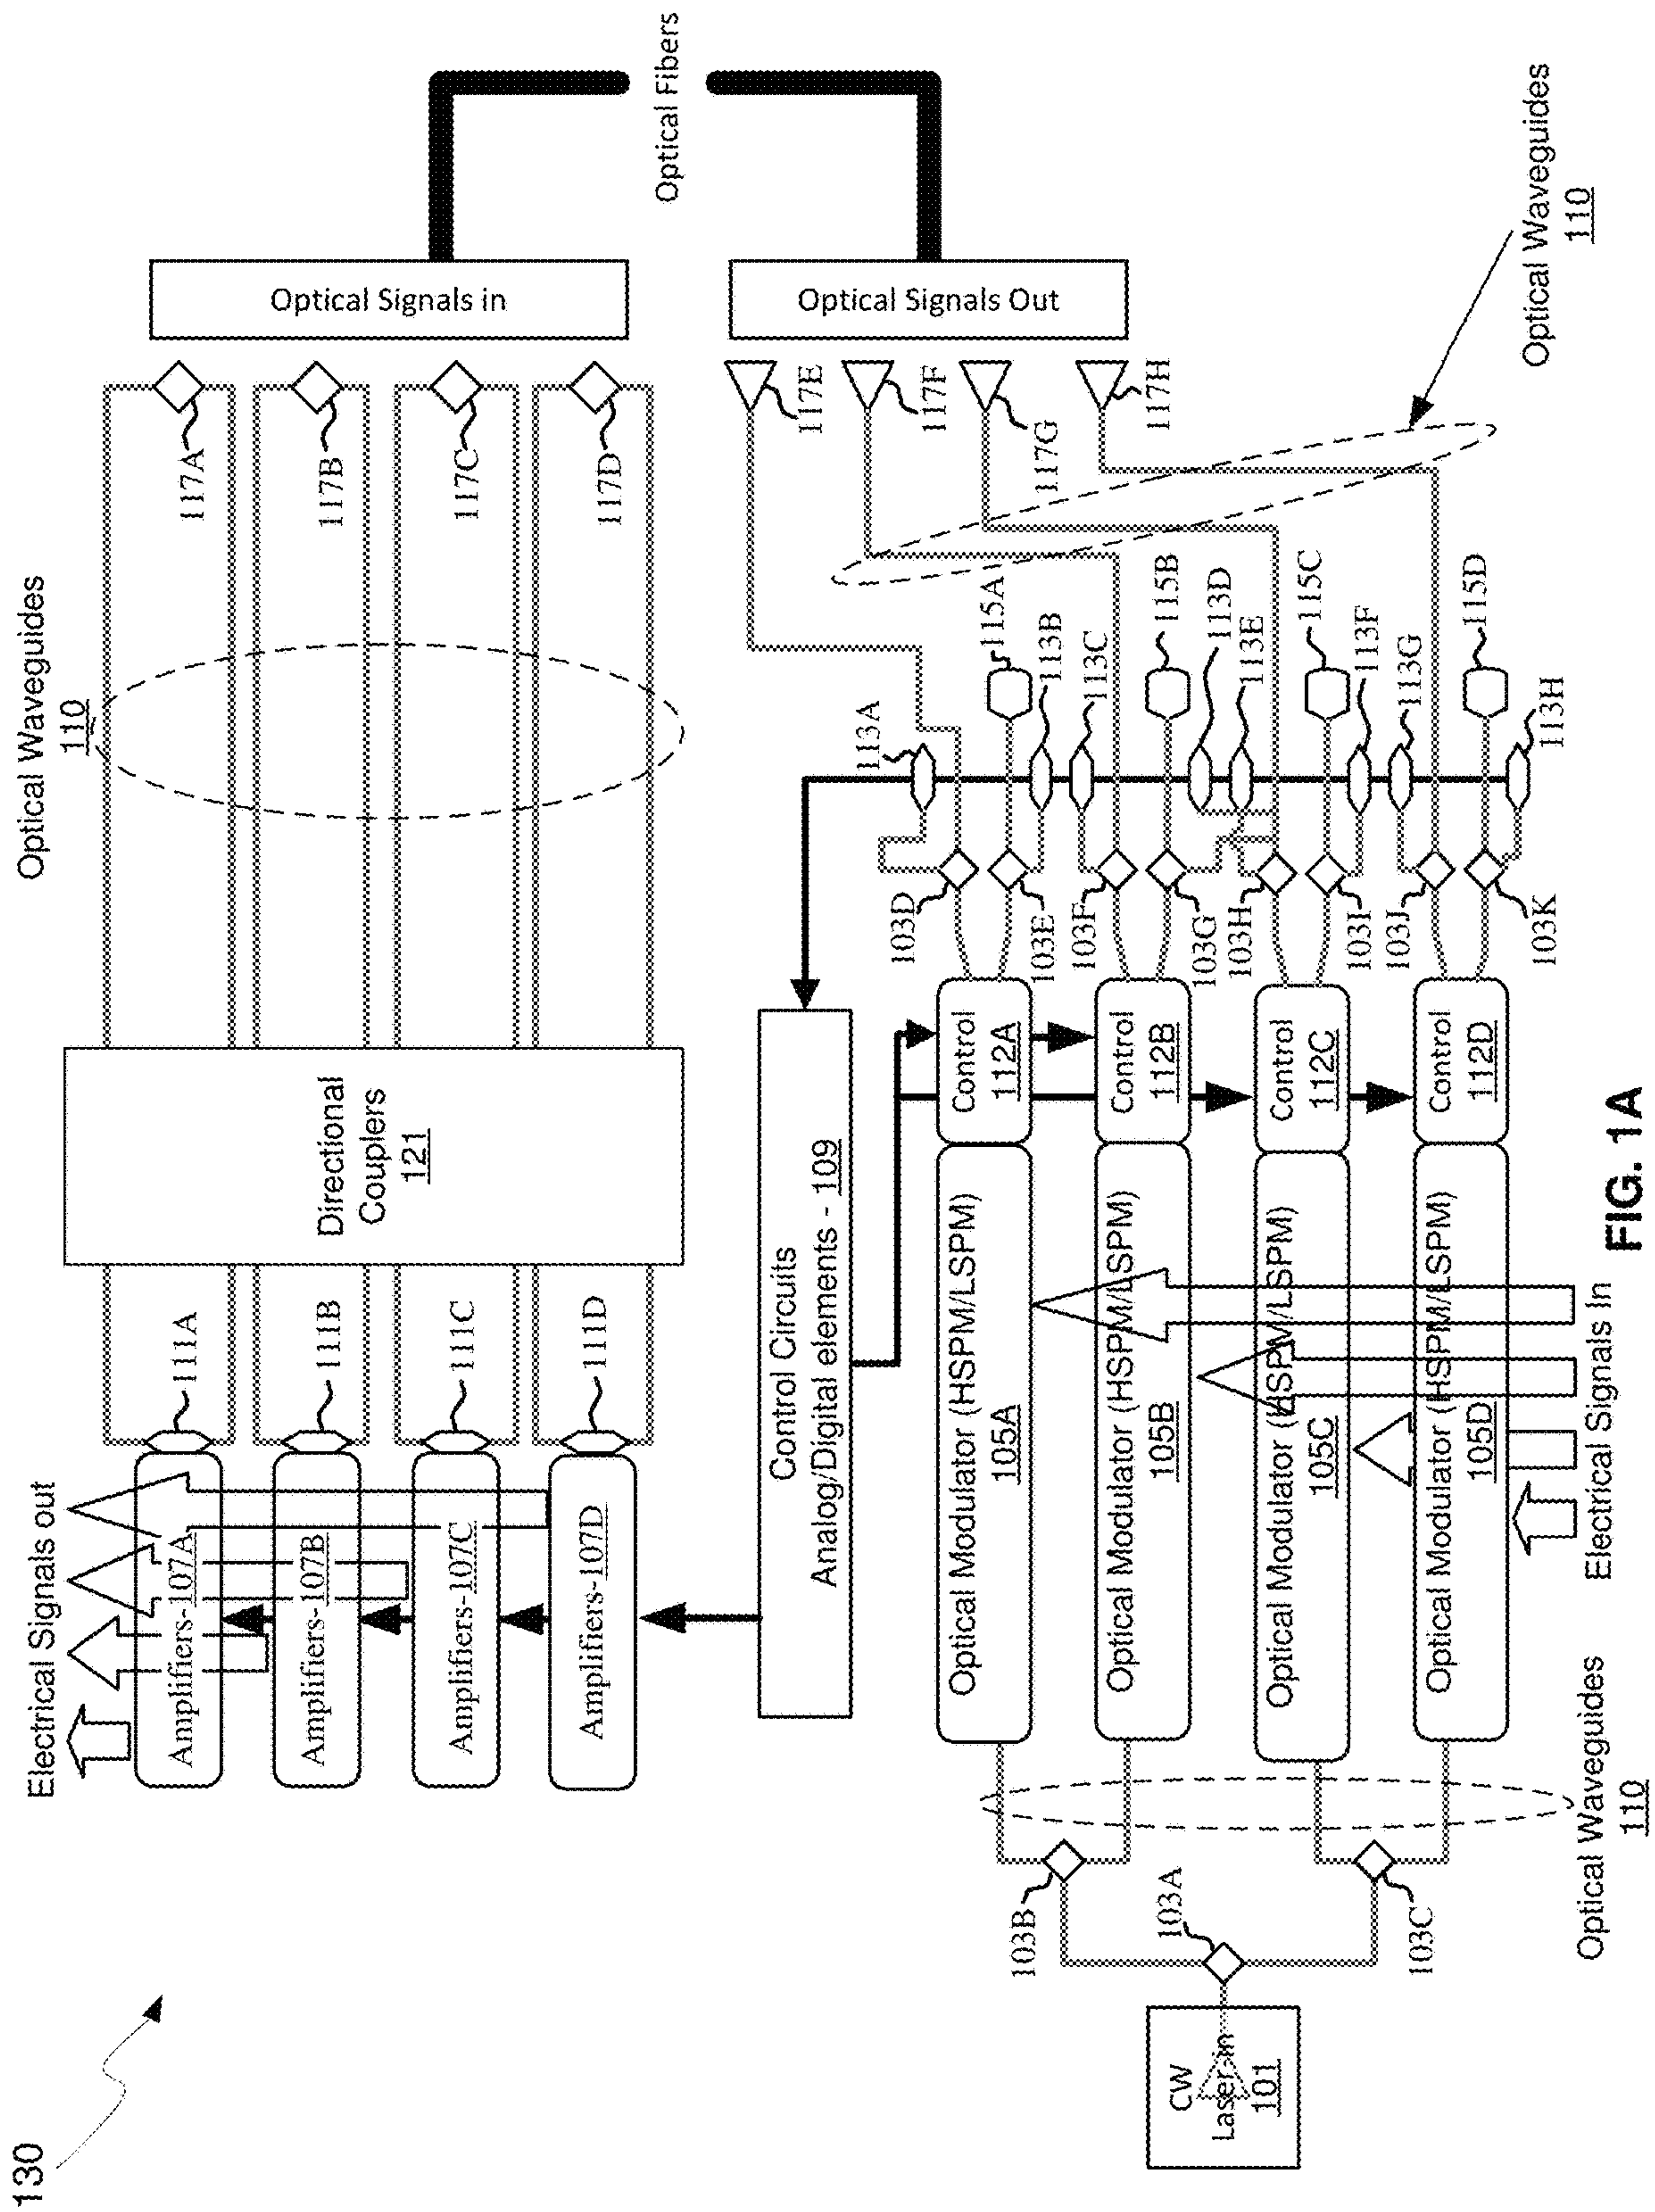 130
Electrical Signals out
Optical Waveguides
110
Amplifiers-107A
Amplifiers-107B
Amplifiers-107C
Amplifiers-107D
111A
111B
111C
111D
Directional
Couplers
121
117A
117B
117C
117D
Optical Signals in
Optical Fibers
Control Circuits
Analog/Digital elements - 109
Optical Signals Out
117E
117F
117G
117H
CW
Laser in
101
103A
103B
103C
Optical Waveguides
110
Optical Modulator (HSPM/LSPM)
105A
Optical Modulator (HSPM/LSPM)
105B
Optical Modulator (HSPM/LSPM)
105C
Optical Modulator (HSPM/LSPM)
105D
Electrical Signals In
Control
112A
Control
112B
Control
112C
Control
112D
103D
103E
103F
103G
103H
103I
103J
103K
113A
115A
113B
113C
115B
113D
113E
115C
113F
113G
115D
113H
Optical Waveguides
110
FIG. 1A